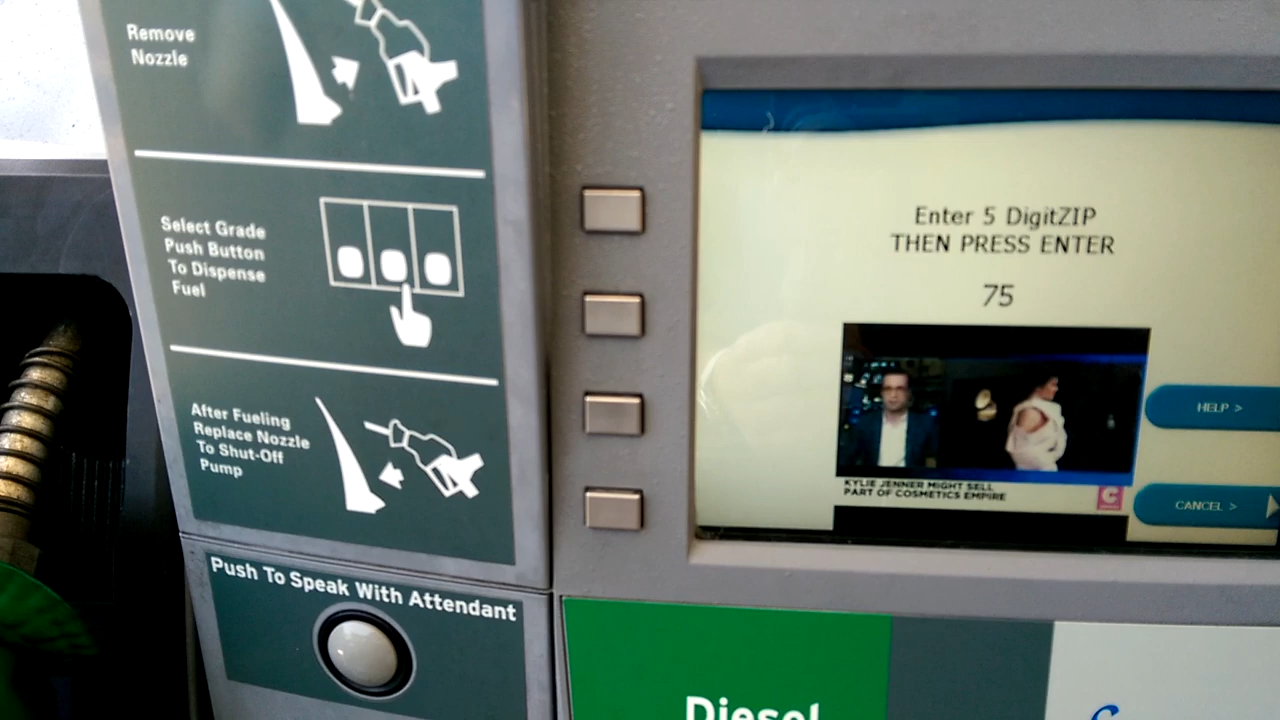 Remove
Nozzle
Select Grade
Push Button
To Dispense
Fuel
After Fueling
Replace Nozzle
To Shut-Off
Pump
Push To Speak With Attendant
Enter 5 DigitZIP
THEN PRESS ENTER
75
HELP >
KYLIE JENNER MIGHT SELL
PART OF COSMETICS EMPIRE
C
CANCEL >
Diesel